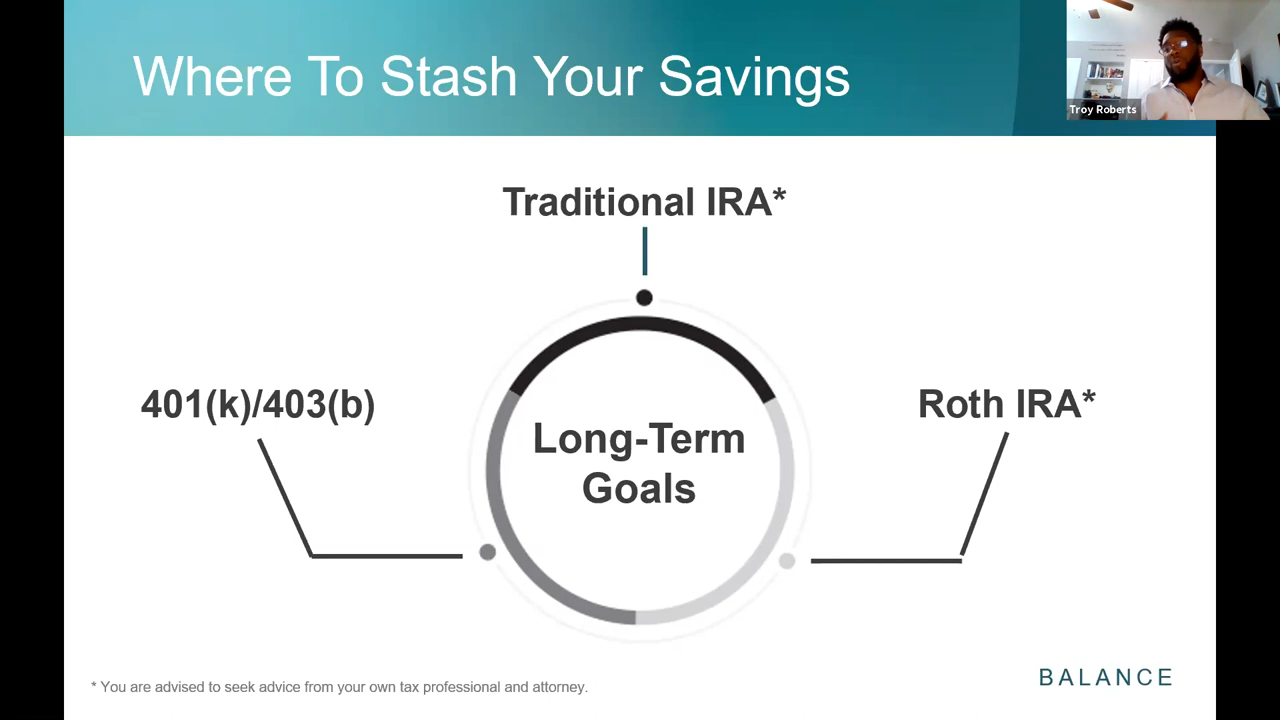 Where To Stash Your Savings
Troy Roberts
Traditional IRA*
401(k)/403(b)
Roth IRA*
Long-Term
Goals
* You are advised to seek advice from your own tax professional and attorney.
BALANCE